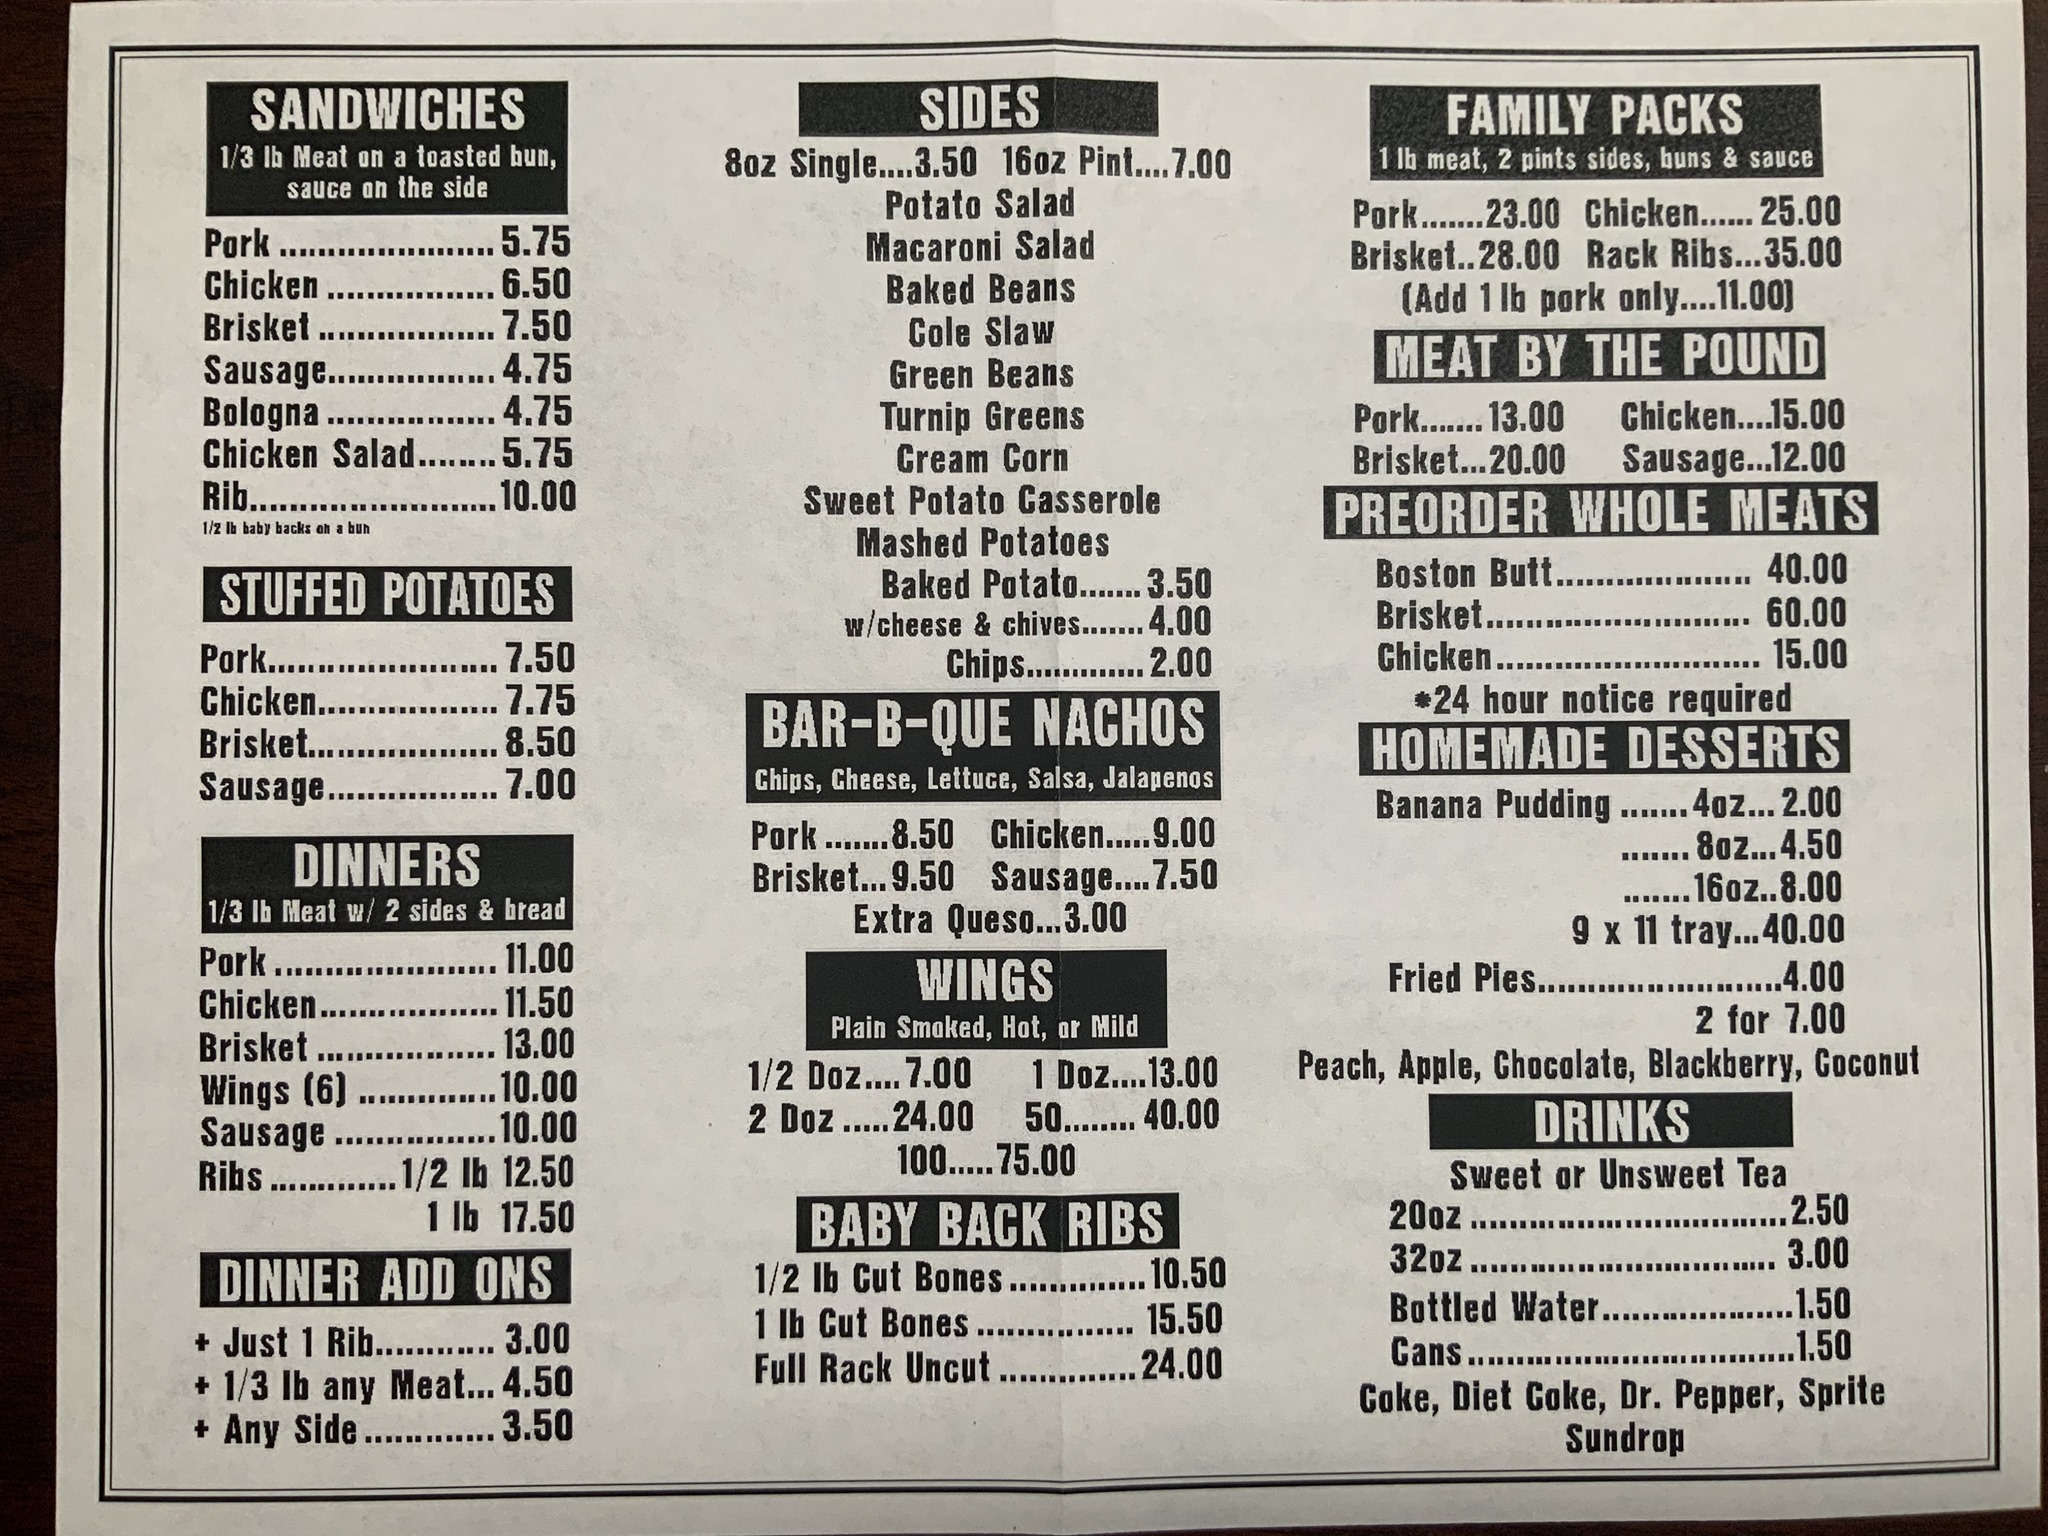 SANDWICHES
1/3 lb Meat on a toasted bun,
sauce on the side
Pork ...................... 5.75
Chicken ................. 6.50
Brisket .................. 7.50
Sausage................. 4.75
Bologna ................. 4.75
Chicken Salad........ 5.75
Rib......................... 10.00
1/2 lb baby backs on a bun
STUFFED POTATOES
Pork....................... 7.50
Chicken.................. 7.75
Brisket................... 8.50
Sausage................. 7.00
DINNERS
1/3 lb Meat w/ 2 sides & bread
Pork ...................... 11.00
Chicken.................. 11.50
Brisket .................. 13.00
Wings (6) .............. 10.00
Sausage ................ 10.00
Ribs .............1/2 lb 12.50
1 lb 17.50
DINNER ADD ONS
+ Just 1 Rib............ 3.00
+ 1/3 lb any Meat... 4.50
+ Any Side ............. 3.50
SIDES
8oz Single....3.50 16oz Pint....7.00
Potato Salad
Macaroni Salad
Baked Beans
Cole Slaw
Green Beans
Turnip Greens
Cream Corn
Sweet Potato Casserole
Mashed Potatoes
Baked Potato....... 3.50
w/cheese & chives....... 4.00
Chips............. 2.00
BAR-B-QUE NACHOS
Chips, Cheese, Lettuce, Salsa, Jalapenos
Pork .......8.50 Chicken.....9.00
Brisket...9.50 Sausage....7.50
Extra Queso...3.00
WINGS
Plain Smoked, Hot, or Mild
1/2 Doz....7.00 1 Doz....13.00
2 Doz .....24.00 50........ 40.00
100.....75.00
BABY BACK RIBS
1/2 lb Cut Bones ..............10.50
1 lb Cut Bones ................ 15.50
Full Rack Uncut ..............24.00
FAMILY PACKS
1 lb meat, 2 pints sides, buns & sauce
Pork.......23.00 Chicken...... 25.00
Brisket..28.00 Rack Ribs...35.00
(Add 1 lb pork only....11.00)
MEAT BY THE POUND
Pork....... 13.00 Chicken....15.00
Brisket...20.00 Sausage...12.00
PREORDER WHOLE MEATS
Boston Butt..................... 40.00
Brisket............................ 60.00
Chicken........................... 15.00
*24 hour notice required
HOMEMADE DESSERTS
Banana Pudding .......4oz... 2.00
....... 8oz...4.50
.......16oz..8.00
9 x 11 tray...40.00
Fried Pies.........................4.00
2 for 7.00
Peach, Apple, Chocolate, Blackberry, Coconut
DRINKS
Sweet or Unsweet Tea
20oz .................................2.50
32oz ................................ 3.00
Bottled Water....................1.50
Cans..................................1.50
Coke, Diet Coke, Dr. Pepper, Sprite
Sundrop